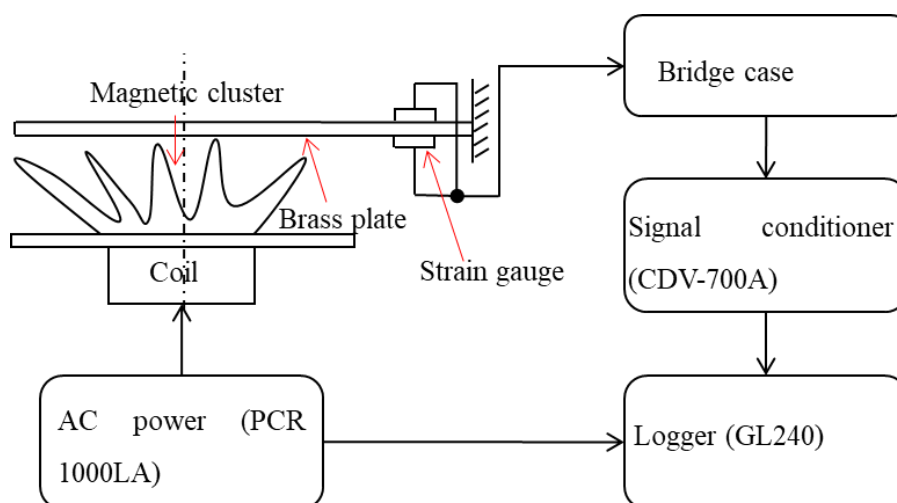 Magnetic cluster
Bridge case
Brass plate
Strain gauge
Coil
Signal conditioner
(CDV-700A)
AC power (PCR
1000LA)
Logger (GL240)